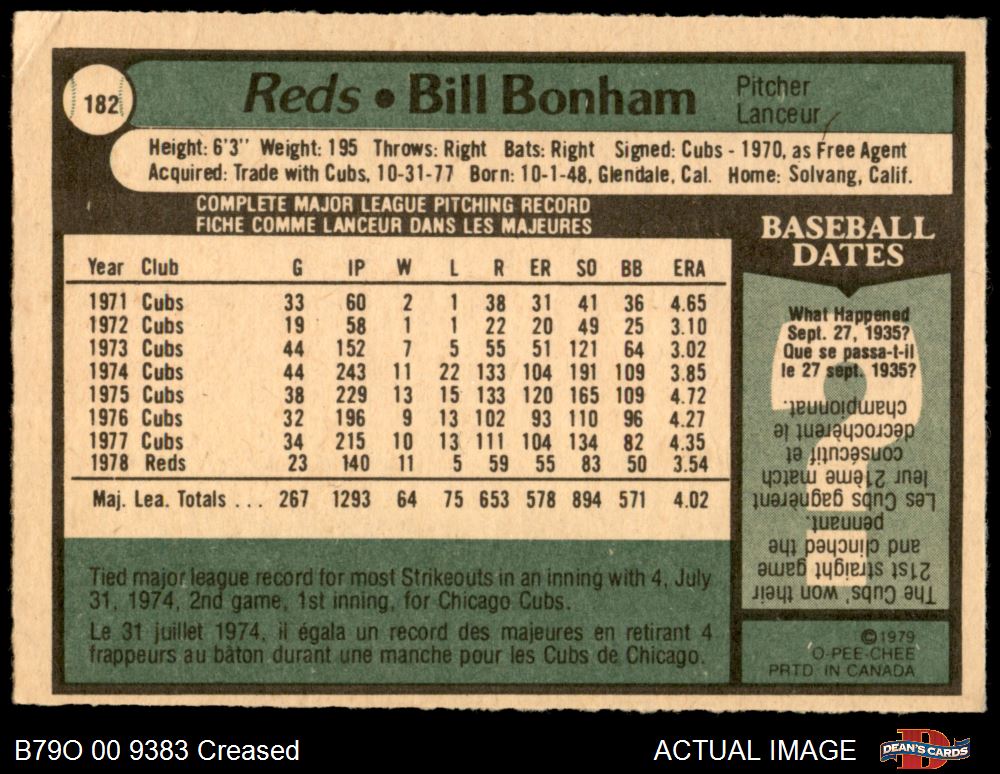 182
Reds • Bill Bonham
Pitcher
Lanceur
Height: 6'3'' Weight: 195 Throws: Right Bats: Right Signed: Cubs - 1970, as Free Agent
Acquired: Trade with Cubs, 10-31-77 Born: 10-1-48, Glendale, Cal. Home: Solvang, Calif.
COMPLETE MAJOR LEAGUE PITCHING RECORD
FICHE COMME LANCEUR DANS LES MAJEURES
Year Club G IP W L R ER SO BB ERA
1971 Cubs 33 60 2 1 38 31 41 36 4.65
1972 Cubs 19 58 1 1 22 20 49 25 3.10
1973 Cubs 44 152 7 5 55 51 121 64 3.02
1974 Cubs 44 243 11 22 133 104 191 109 3.85
1975 Cubs 38 229 13 15 133 120 165 109 4.72
1976 Cubs 32 196 9 13 102 93 110 96 4.27
1977 Cubs 34 215 10 13 111 104 134 82 4.35
1978 Reds 23 140 11 5 59 55 83 50 3.54
Maj. Lea. Totals ... 267 1293 64 75 653 578 894 571 4.02
Tied major league record for most Strikeouts in an inning with 4, July
31, 1974, 2nd game, 1st inning, for Chicago Cubs.
Le 31 juillet 1974, il égala un record des majeures en retirant 4
frappeurs au bâton durant une manche pour les Cubs de Chicago.
BASEBALL
DATES
What Happened
Sept. 27, 1935?
Que se passa-t-il
le 27 sept. 1935?
The Cubs' won their
21st straight game
and clinched the
pennant.
Les Cubs gagnèrent
leur 21ème match
consécutif et
décrochèrent le
championnat.
©1979
O-PEE-CHEE
PRTD IN CANADA
B79O 00 9383 Creased
ACTUAL IMAGE
DEAN'S CARDS